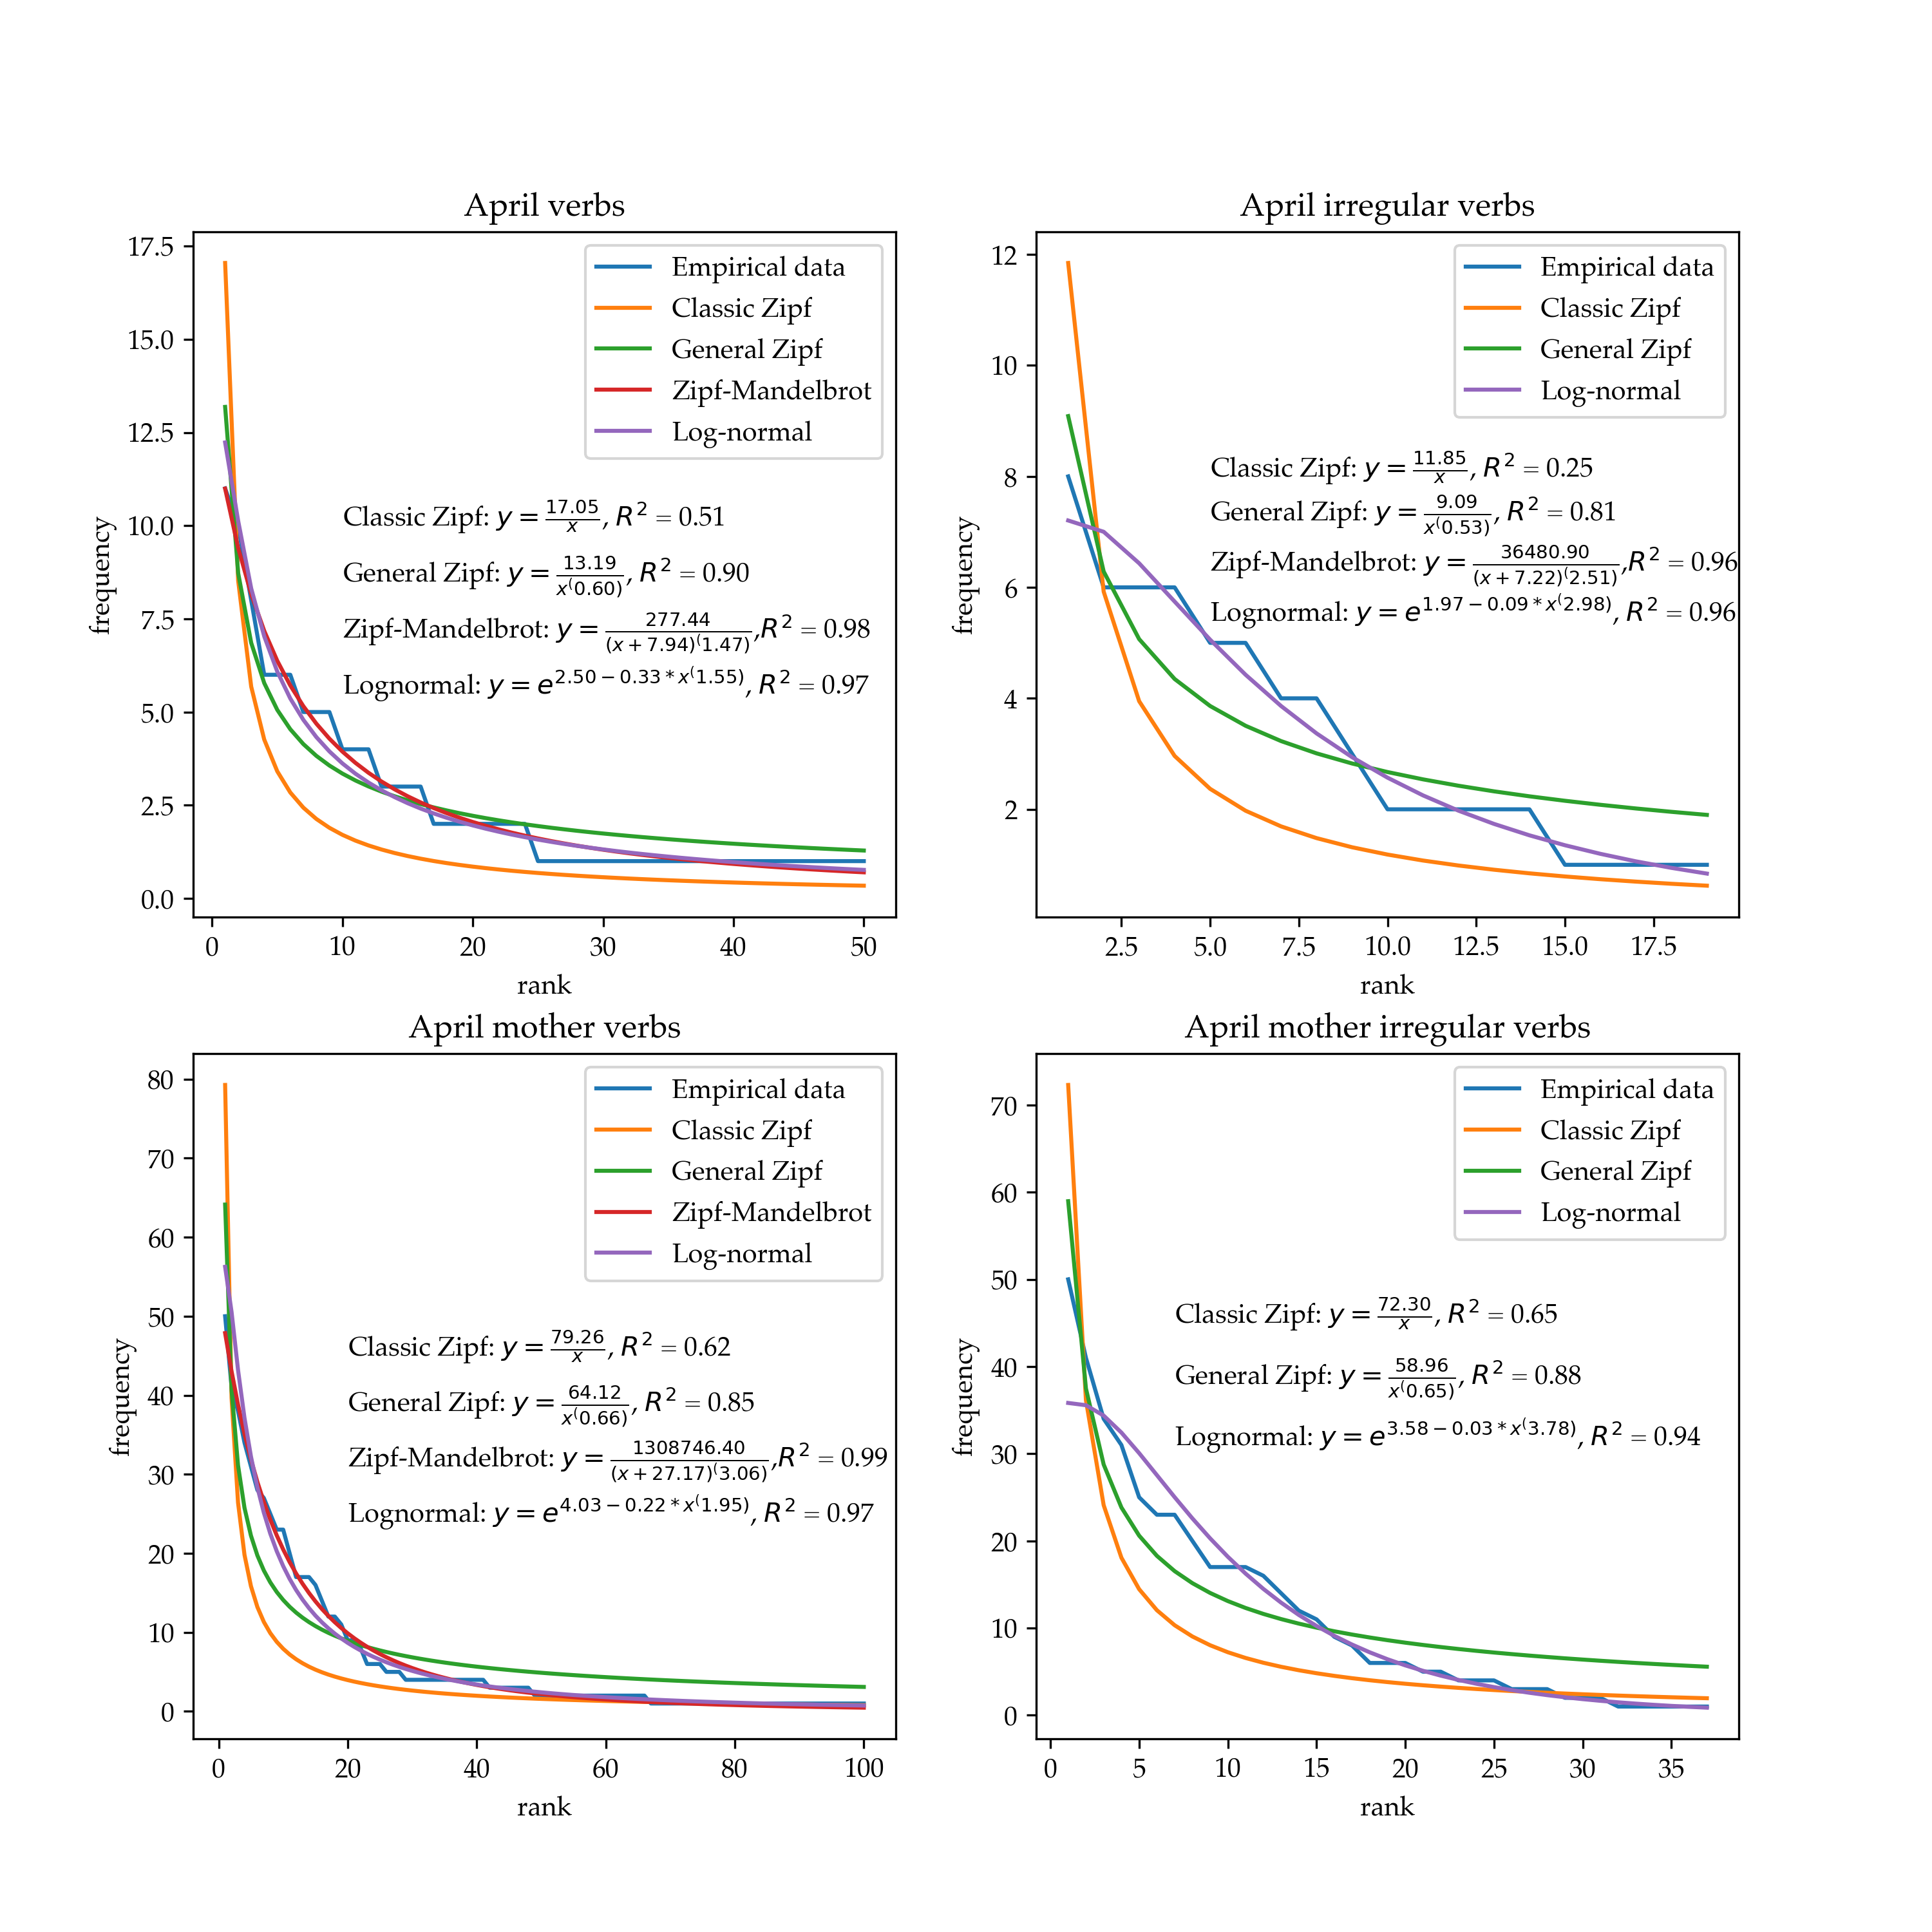 April verbs
17.5
15.0
12.5
10.0
7.5
5.0
2.5
0.0
frequency
Empirical data
Classic Zipf
General Zipf
Zipf-Mandelbrot
Log-normal
Classic Zipf: y = 17.05/x, R² = 0.51
General Zipf: y = 13.19/x^(0.60), R² = 0.90
Zipf-Mandelbrot: y = 277.44/(x + 7.94)^(1.47),R² = 0.98
Lognormal: y = e^2.50 − 0.33 * x^(1.55), R² = 0.97
0 10 20 30 40 50
rank
April irregular verbs
12
10
8
6
4
2
frequency
Empirical data
Classic Zipf
General Zipf
Log-normal
Classic Zipf: y = 11.85/x, R² = 0.25
General Zipf: y = 9.09/x^(0.53), R² = 0.81
Zipf-Mandelbrot: y = 36480.90/(x + 7.22)^(2.51),R² = 0.96
Lognormal: y = e^1.97 − 0.09 * x^(2.98), R² = 0.96
2.5 5.0 7.5 10.0 12.5 15.0 17.5
rank
April mother verbs
80
70
60
50
40
30
20
10
0
frequency
Empirical data
Classic Zipf
General Zipf
Zipf-Mandelbrot
Log-normal
Classic Zipf: y = 79.26/x, R² = 0.62
General Zipf: y = 64.12/x^(0.66), R² = 0.85
Zipf-Mandelbrot: y = 1308746.40/(x + 27.17)^(3.06),R² = 0.99
Lognormal: y = e^4.03 − 0.22 * x^(1.95), R² = 0.97
0 20 40 60 80 100
rank
April mother irregular verbs
70
60
50
40
30
20
10
0
frequency
Empirical data
Classic Zipf
General Zipf
Log-normal
Classic Zipf: y = 72.30/x, R² = 0.65
General Zipf: y = 58.96/x^(0.65), R² = 0.88
Lognormal: y = e^3.58 − 0.03 * x^(3.78), R² = 0.94
0 5 10 15 20 25 30 35
rank